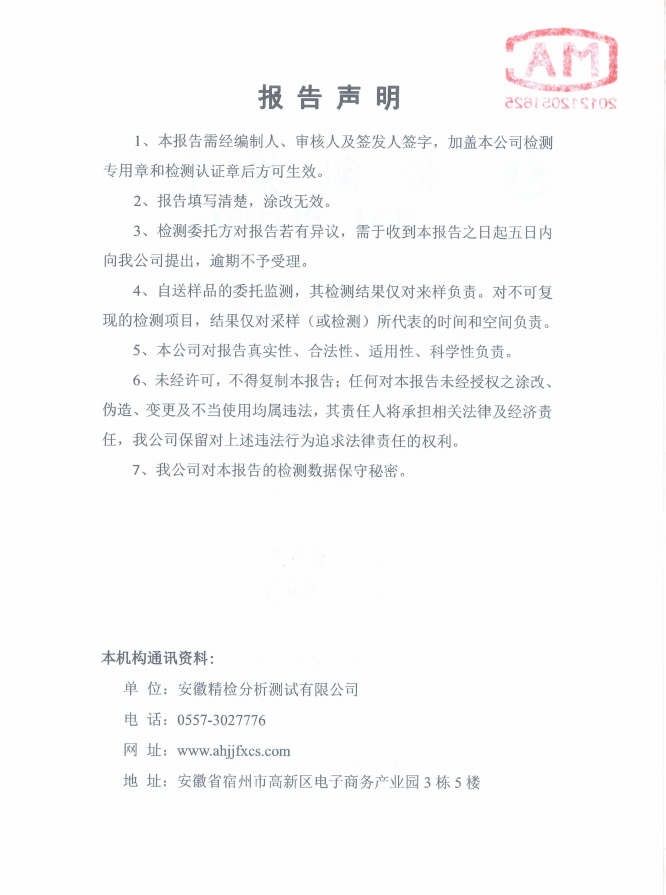 MA
201212051625
报告声明
1、本报告需经编制人、审核人及签发人签字，加盖本公司检测
专用章和检测认证章后方可生效。
2、报告填写清楚，涂改无效。
3、检测委托方对报告若有异议，需于收到本报告之日起五日内
向我公司提出，逾期不予受理。
4、自送样品的委托监测，其检测结果仅对来样负责。对不可复
现的检测项目，结果仅对采样（或检测）所代表的时间和空间负责。
5、本公司对报告真实性、合法性、适用性、科学性负责。
6、未经许可，不得复制本报告；任何对本报告未经授权之涂改、
伪造、变更及不当使用均属违法，其责任人将承担相关法律及经济责
任，我公司保留对上述违法行为追求法律责任的权利。
7、我公司对本报告的检测数据保守秘密。
本机构通讯资料：
单 位：安徽精检分析测试有限公司
电 话：0557-3027776
网 址：www.ahjjfxcs.com
地 址：安徽省宿州市高新区电子商务产业园 3 栋 5 楼